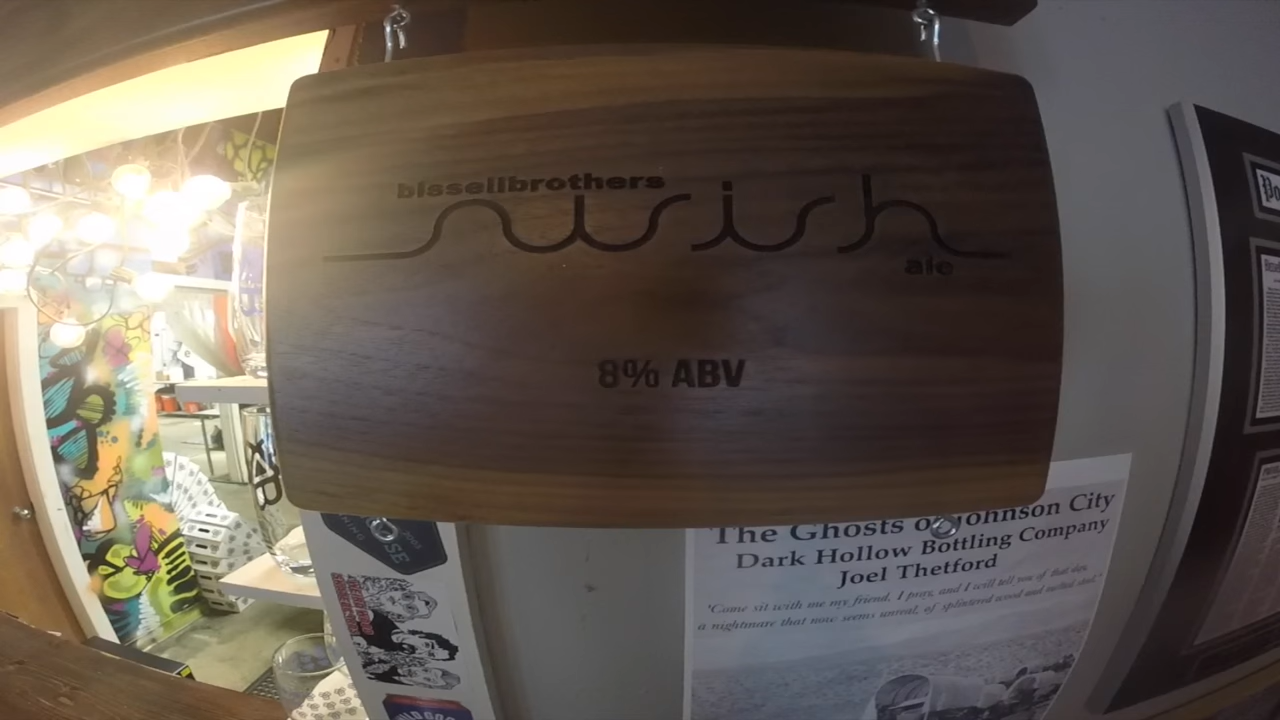 bissellbrothers
swish
ale
8% ABV
The Ghosts of Johnson City
Dark Hollow Bottling Company
Joel Thetford
'Come sit with me my friend, I pray, and I will tell you of that day,
a nightmare that now seems unreal, of splintered wood and melted steel.'